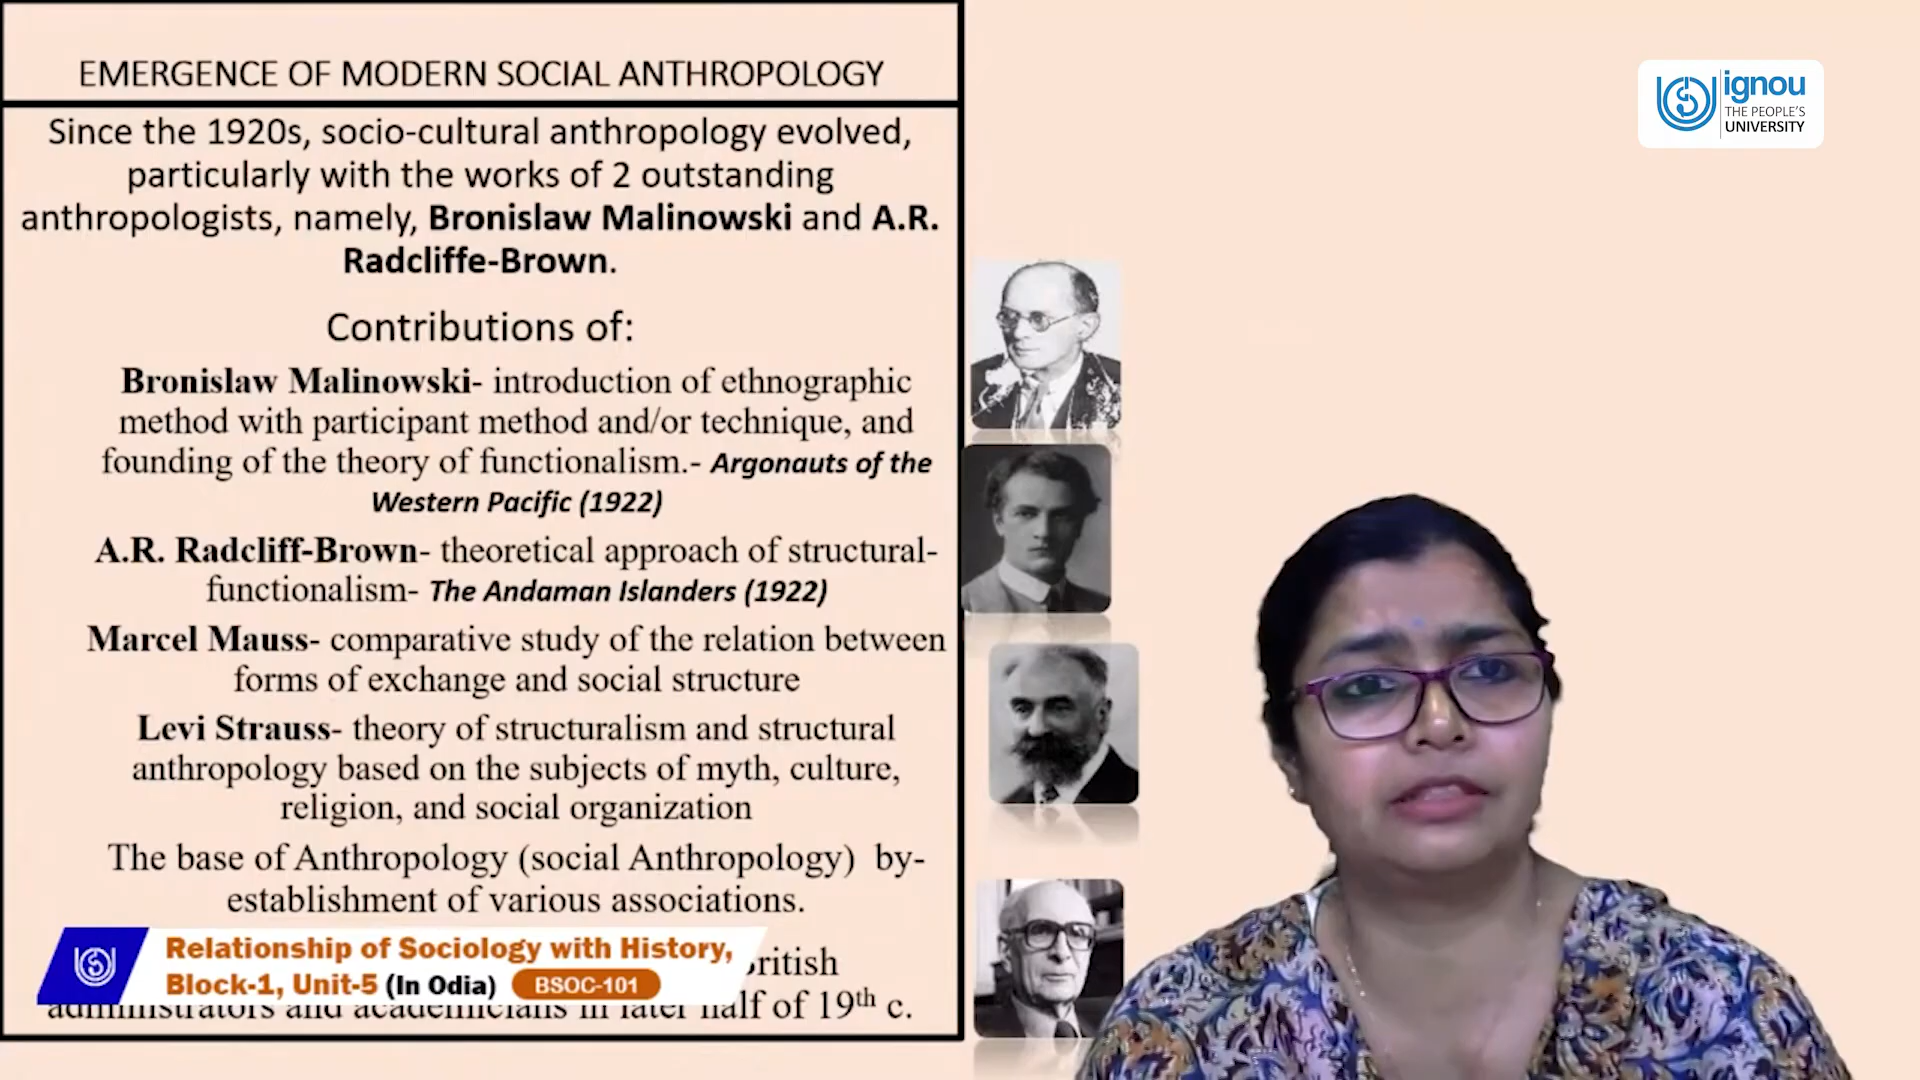 EMERGENCE OF MODERN SOCIAL ANTHROPOLOGY
Since the 1920s, socio-cultural anthropology evolved,
particularly with the works of 2 outstanding
anthropologists, namely, Bronislaw Malinowski and A.R.
Radcliffe-Brown.
Contributions of:
Bronislaw Malinowski- introduction of ethnographic
method with participant method and/or technique, and
founding of the theory of functionalism.- Argonauts of the
Western Pacific (1922)
A.R. Radcliff-Brown- theoretical approach of structural-
functionalism- The Andaman Islanders (1922)
Marcel Mauss- comparative study of the relation between
forms of exchange and social structure
Levi Strauss- theory of structuralism and structural
anthropology based on the subjects of myth, culture,
religion, and social organization
The base of Anthropology (social Anthropology) by-
establishment of various associations.
administrators and academicians in later half of 19th c.
Relationship of Sociology with History,
Block-1, Unit-5 (In Odia) BSOC-101
ignou
THE PEOPLE'S
UNIVERSITY